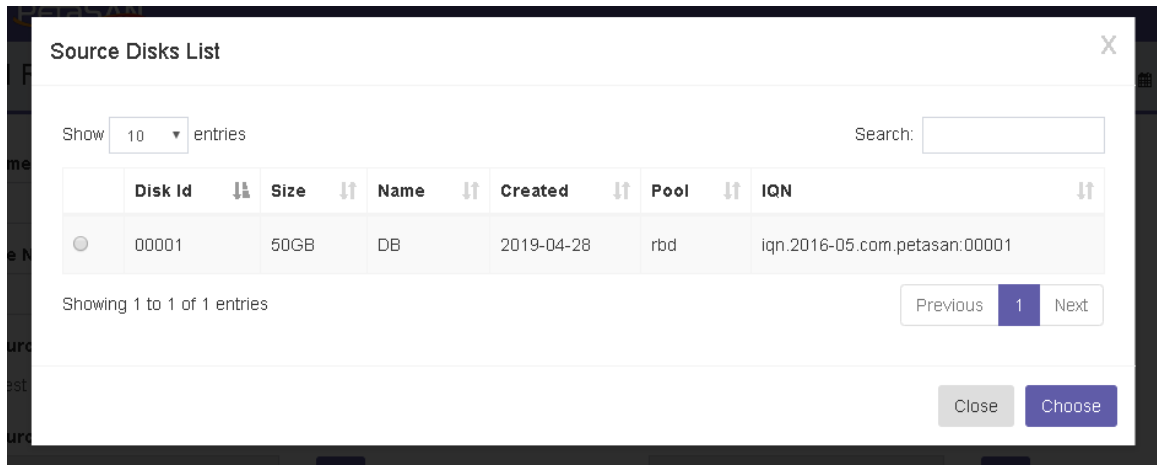 PETASAN
Source Disks List X
Show 10 entries Search:
Disk Id Size Name Created Pool IQN
00001 50GB DB 2019-04-28 rbd iqn.2016-05.com.petasan:00001
Showing 1 to 1 of 1 entries Previous 1 Next
Close Choose